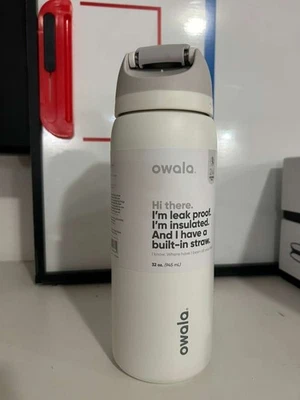 owala.
Hi there.
I'm leak proof.
I'm insulated.
And I have a
built-in straw.
32 oz. (946 mL)
owala.